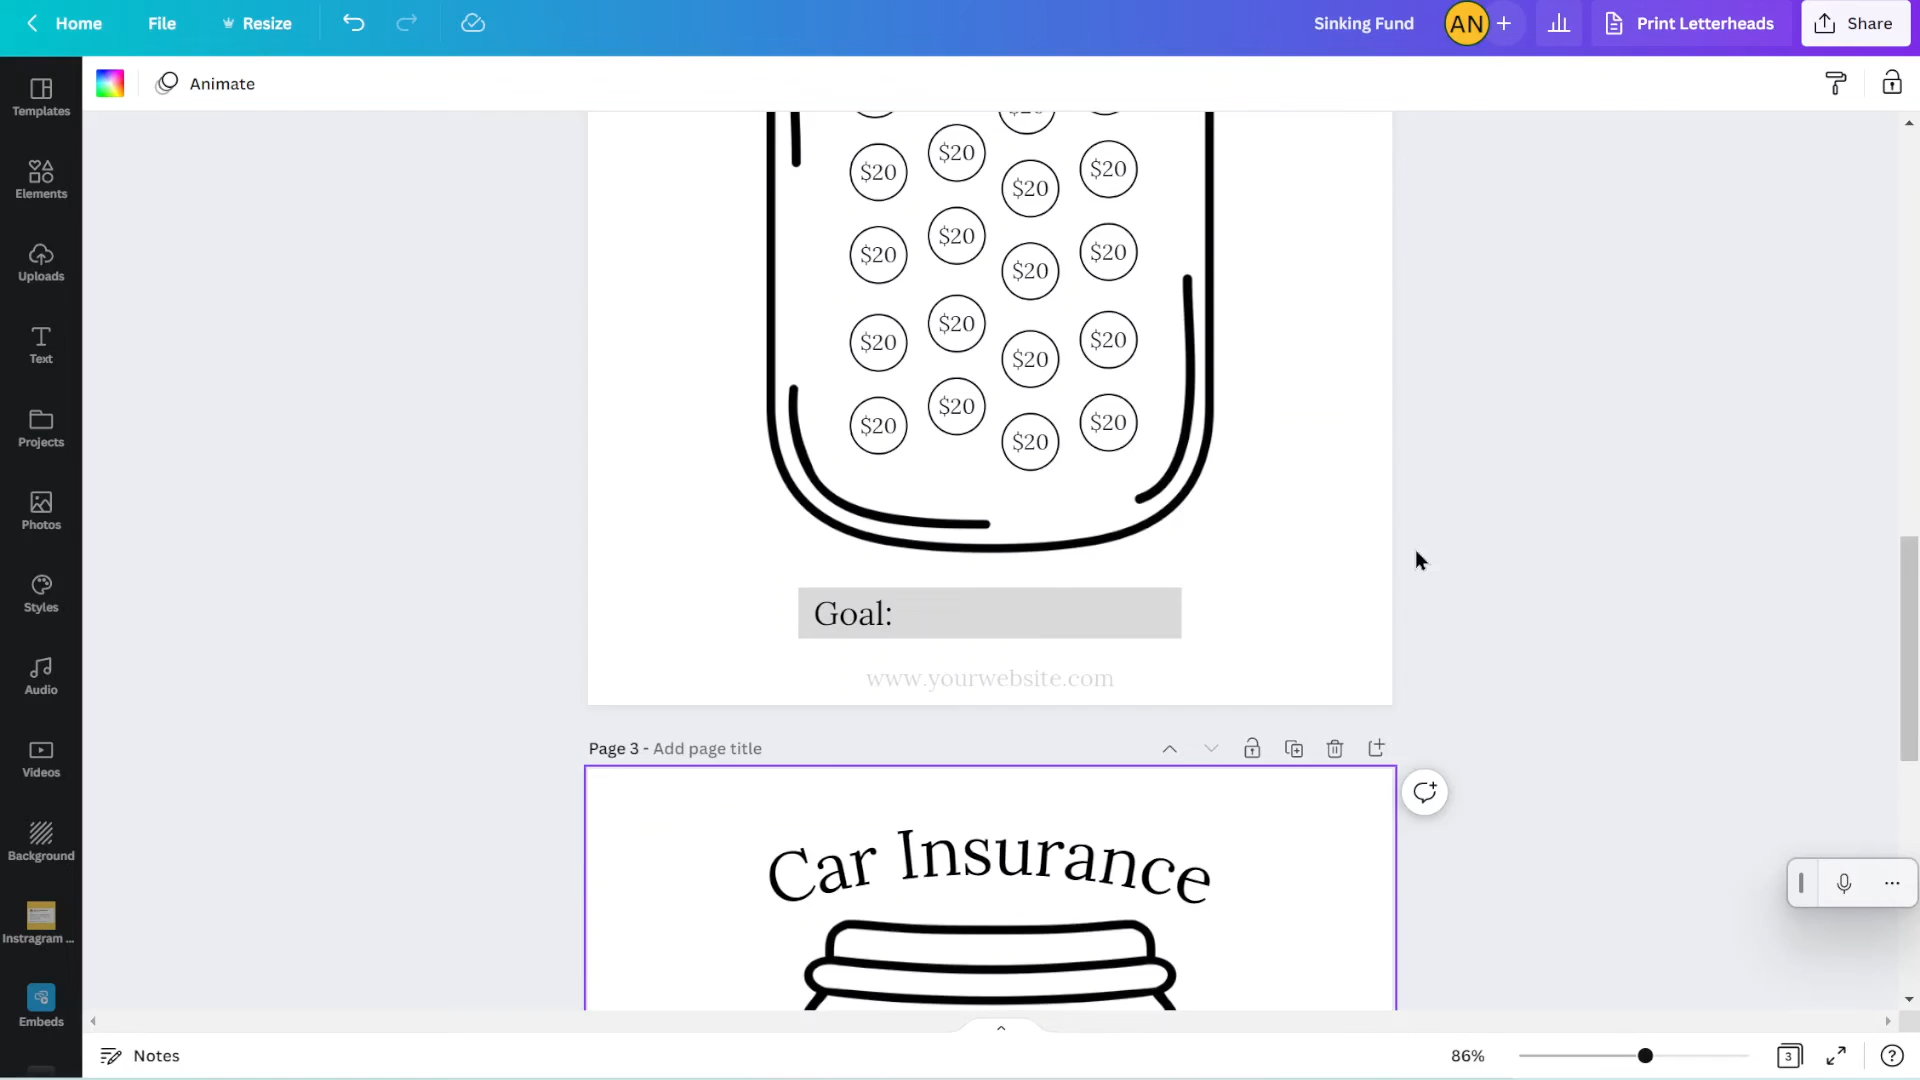 Home
File
Resize
Sinking Fund
AN
Print Letterheads
Share
Animate
Templates
Elements
Uploads
Text
Projects
Photos
Styles
Audio
Videos
Background
Instragram ...
Embeds
$20
$20 $20 $20 $20
$20 $20 $20 $20
$20 $20 $20 $20
$20 $20 $20 $20
Goal:
www.yourwebsite.com
Page 3 - Add page title
Car Insurance
Notes
86%
3